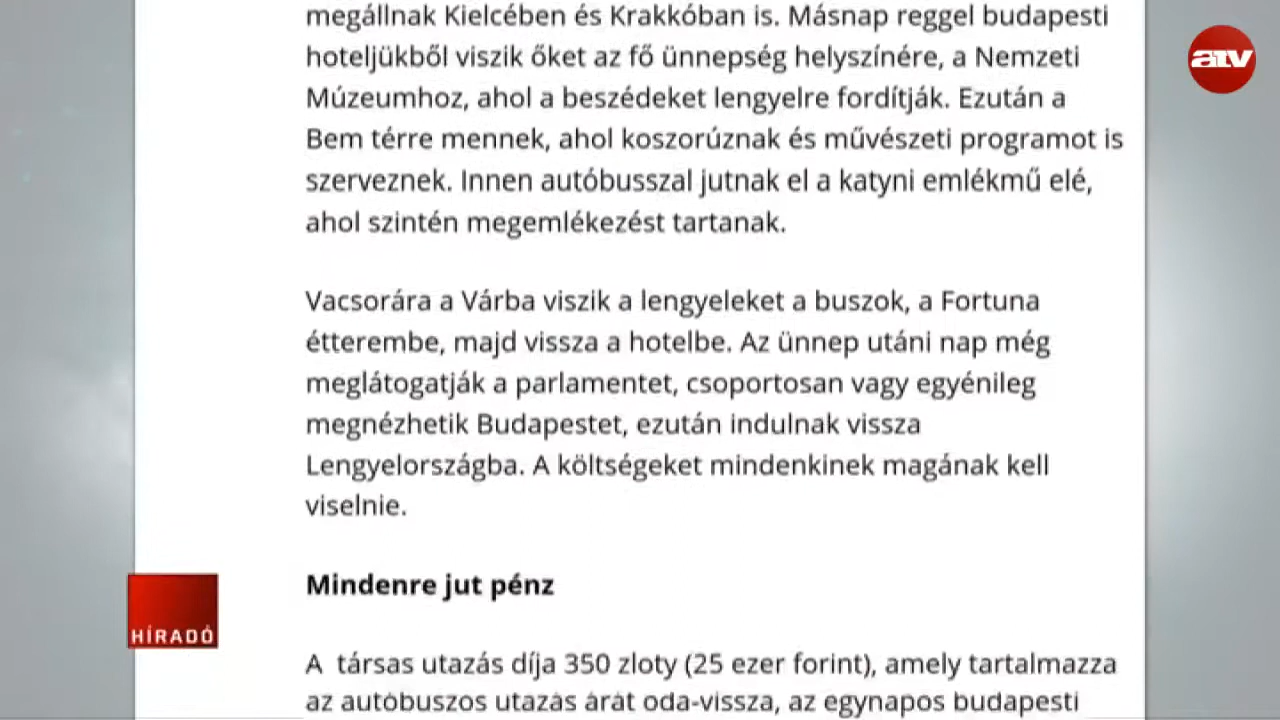 megállnak Kielcében és Krakkóban is. Másnap reggel budapesti
hoteljükből viszik őket az fő ünnepség helyszínére, a Nemzeti
Múzeumhoz, ahol a beszédeket lengyelre fordítják. Ezután a
Bem térre mennek, ahol koszorúznak és művészeti programot is
szerveznek. Innen autóbusszal jutnak el a katyni emlékmű elé,
ahol szintén megemlékezést tartanak.
Vacsorára a Várba viszik a lengyeleket a buszok, a Fortuna
étterembe, majd vissza a hotelbe. Az ünnep utáni nap még
meglátogatják a parlamentet, csoportosan vagy egyénileg
megnézhetik Budapestet, ezután indulnak vissza
Lengyelországba. A költségeket mindenkinek magának kell
viselnie.
Mindenre jut pénz
A társas utazás díja 350 zloty (25 ezer forint), amely tartalmazza
az autóbuszos utazás árát oda-vissza, az egynapos budapesti
atv
HÍRADÓ